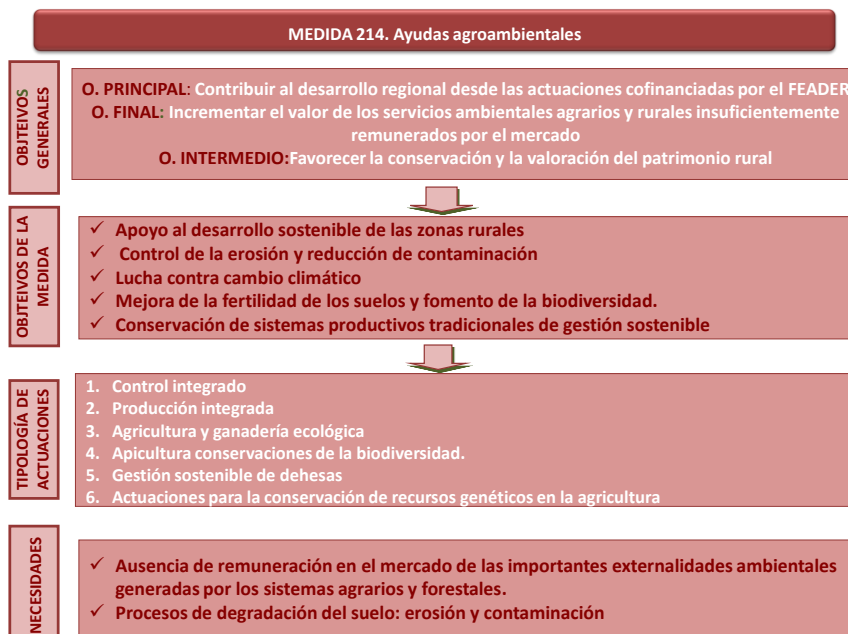 MEDIDA 214. Ayudas agroambientales
OBJTEIVOS
GENERALES
O. PRINCIPAL: Contribuir al desarrollo regional desde las actuaciones cofinanciadas por el FEADER
O. FINAL: Incrementar el valor de los servicios ambientales agrarios y rurales insuficientemente
remunerados por el mercado
O. INTERMEDIO:Favorecer la conservación y la valoración del patrimonio rural
OBJTEIVOS DE LA
MEDIDA
✓ Apoyo al desarrollo sostenible de las zonas rurales
✓ Control de la erosión y reducción de contaminación
✓ Lucha contra cambio climático
✓ Mejora de la fertilidad de los suelos y fomento de la biodiversidad.
✓ Conservación de sistemas productivos tradicionales de gestión sostenible
TIPOLOGÍA DE
ACTUACIONES
1. Control integrado
2. Producción integrada
3. Agricultura y ganadería ecológica
4. Apicultura conservaciones de la biodiversidad.
5. Gestión sostenible de dehesas
6. Actuaciones para la conservación de recursos genéticos en la agricultura
NECESIDADES
✓ Ausencia de remuneración en el mercado de las importantes externalidades ambientales
generadas por los sistemas agrarios y forestales.
✓ Procesos de degradación del suelo: erosión y contaminación